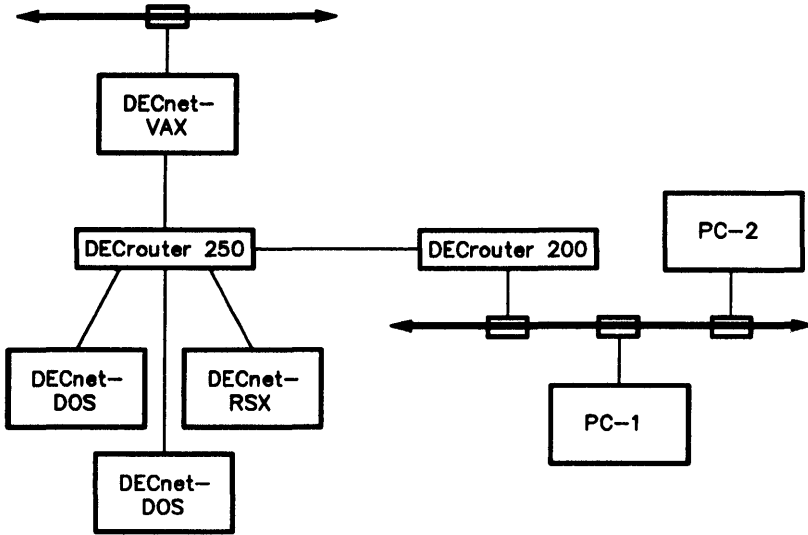 DECnet-
VAX
DECrouter 250
DECrouter 200
PC-2
DECnet-
DOS
DECnet-
RSX
PC-1
DECnet-
DOS